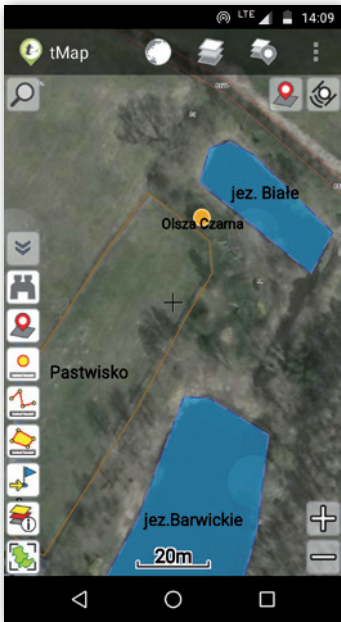 LTE 14:09
tMap
jez. Białe
Olsza Czarna
Pastwisko
jez.Barwickie
20m